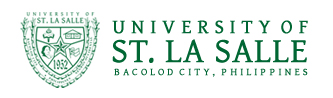 UNIVERSITY OF
ST. LA SALLE
BACOLOD CITY, PHILIPPINES
1952